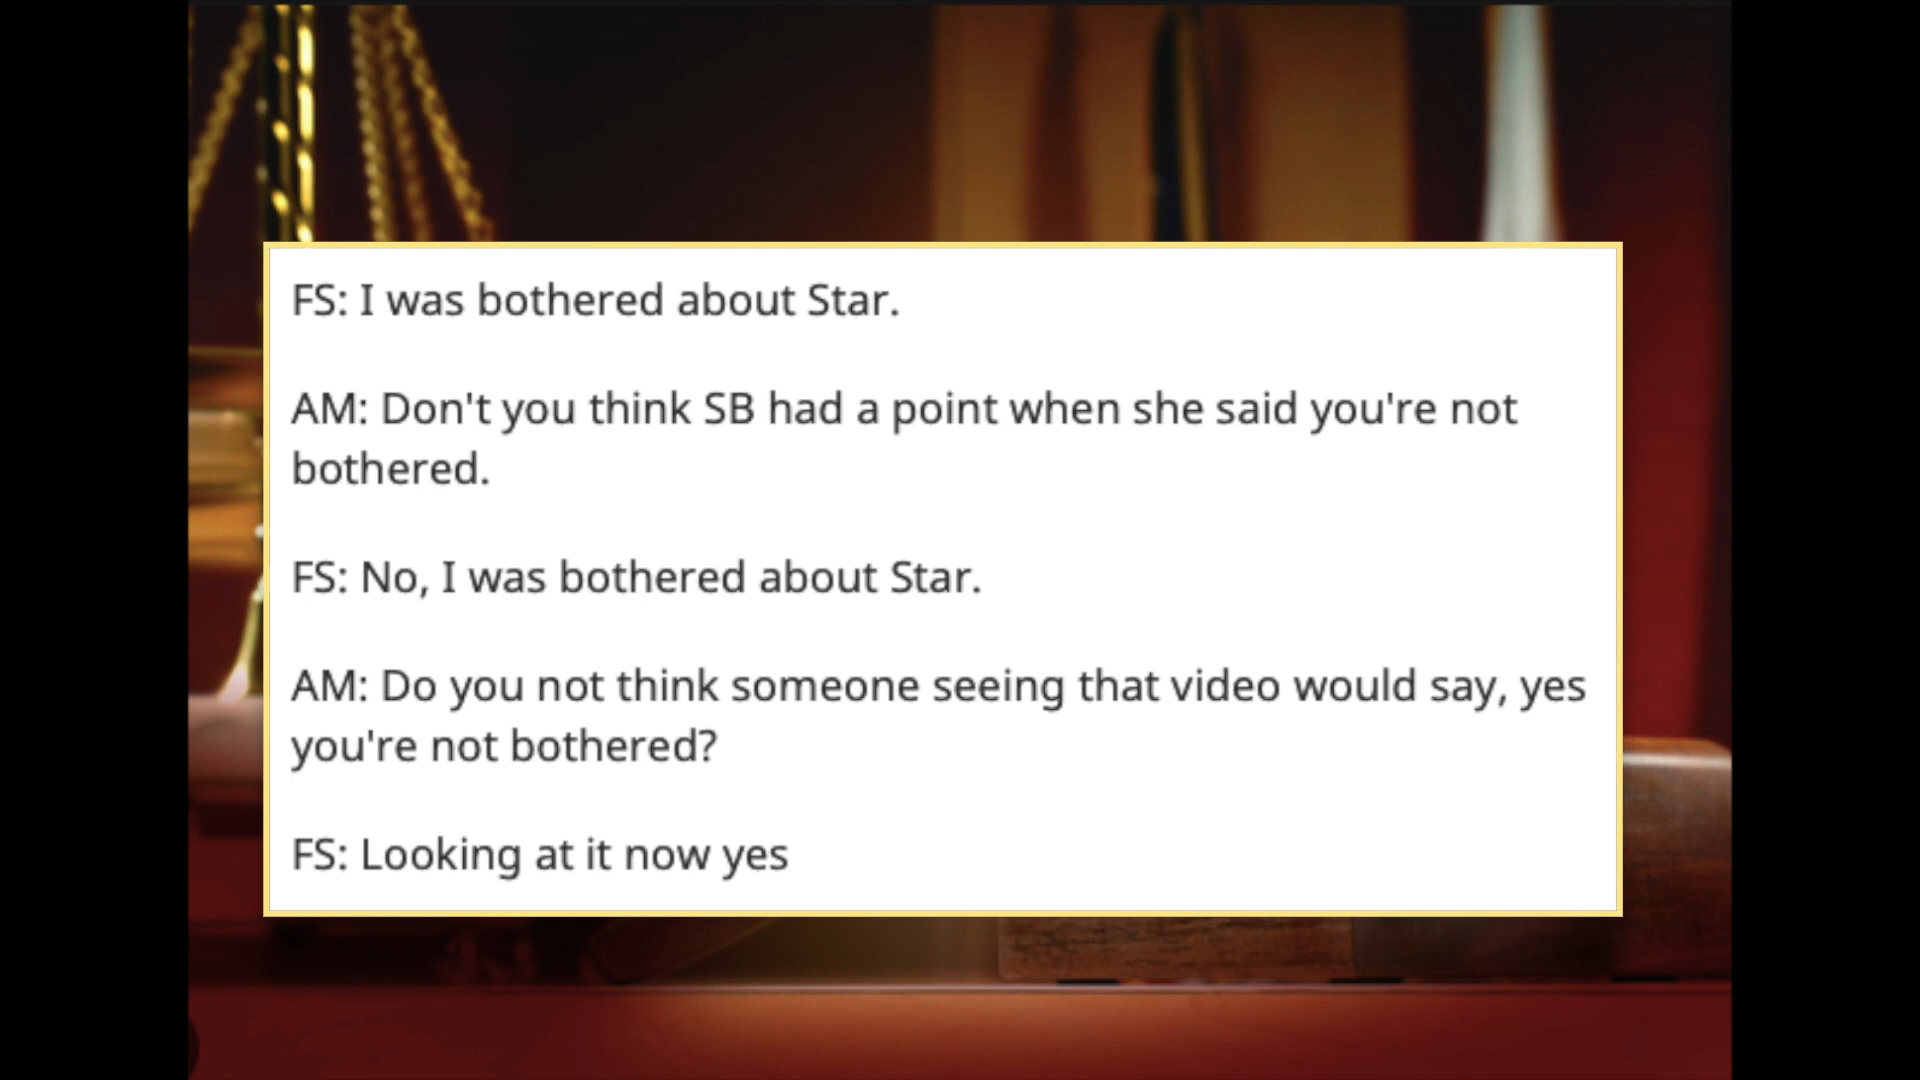 FS: I was bothered about Star.
AM: Don't you think SB had a point when she said you're not
bothered.
FS: No, I was bothered about Star.
AM: Do you not think someone seeing that video would say, yes
you're not bothered?
FS: Looking at it now yes